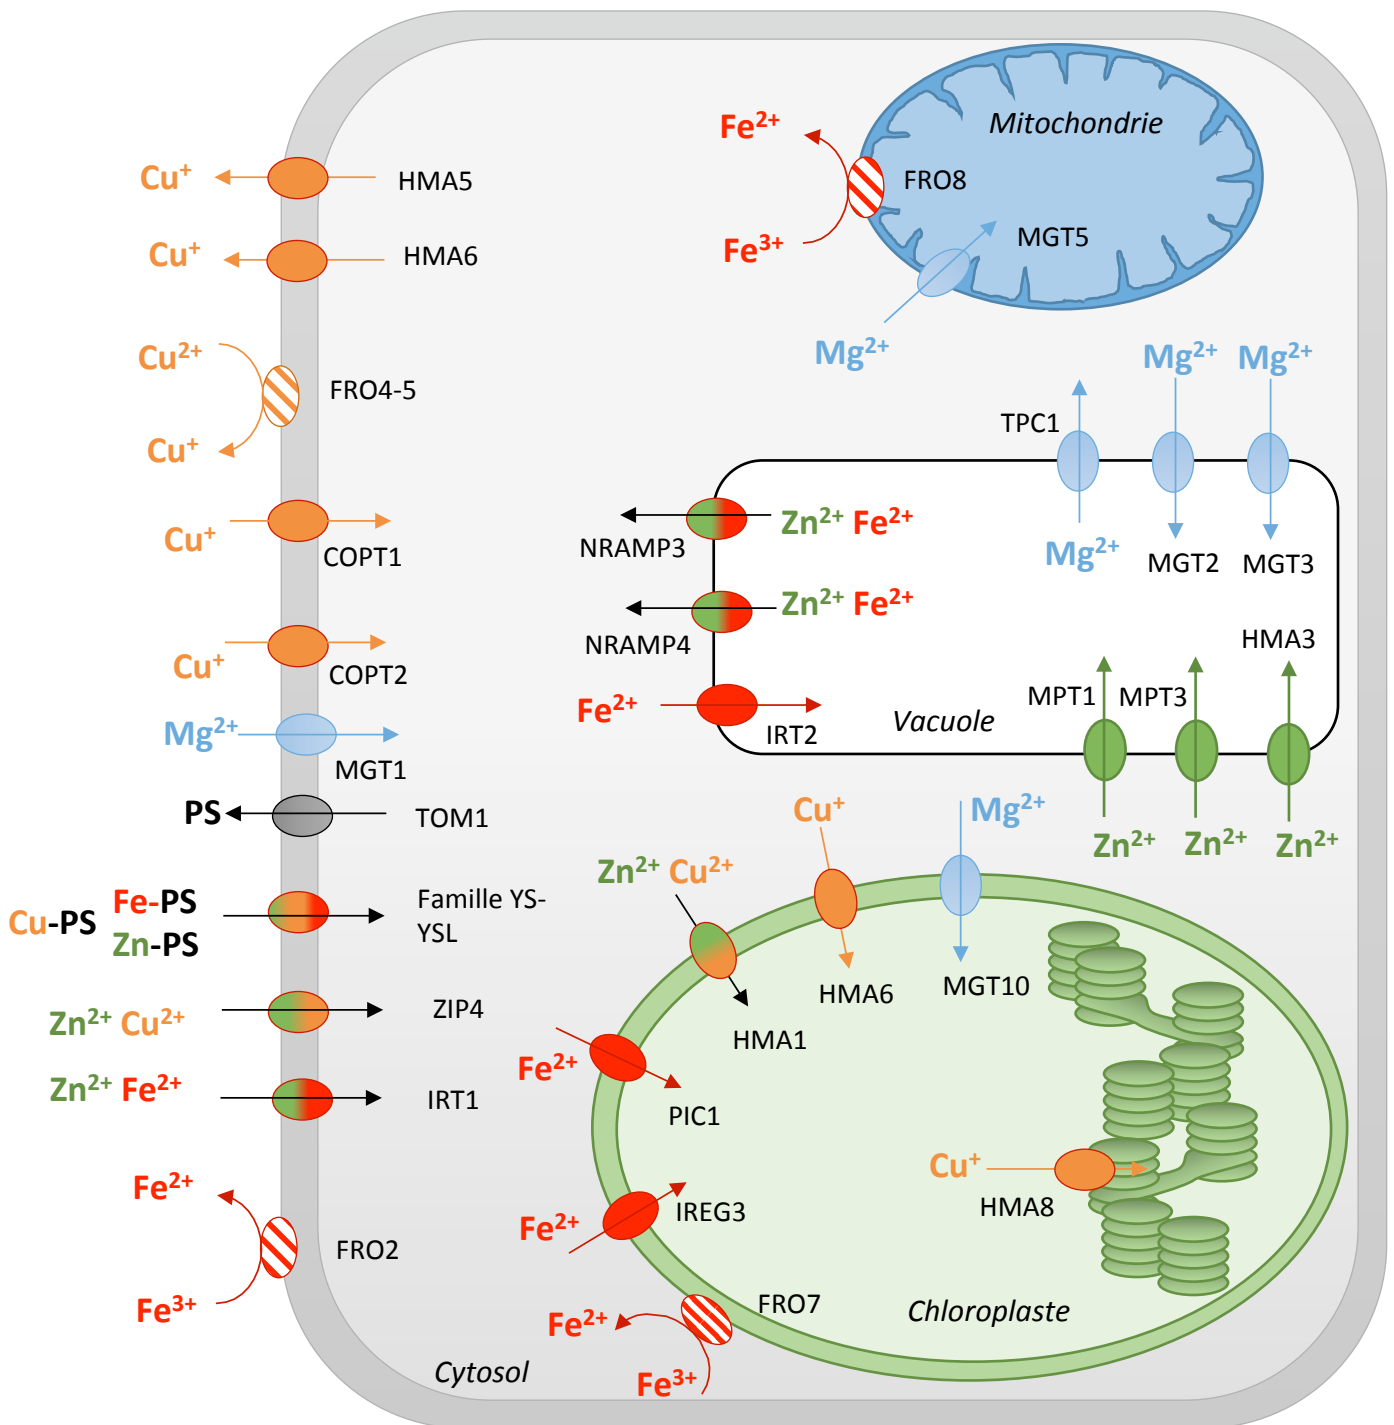 Cu⁺
HMA5
Cu⁺
HMA6
Cu²⁺
FRO4-5
Cu⁺
Cu⁺
COPT1
Cu⁺
COPT2
Mg²⁺
MGT1
PS
TOM1
Cu-PS
Fe-PS
Zn-PS
Famille YS-
YSL
Zn²⁺ Cu²⁺
ZIP4
Zn²⁺ Fe²⁺
IRT1
Fe²⁺
FRO2
Fe³⁺
Cytosol
Mitochondrie
Fe²⁺
FRO8
Fe³⁺
MGT5
Mg²⁺
Mg²⁺
Mg²⁺
TPC1
Mg²⁺
MGT2
MGT3
NRAMP3
Zn²⁺ Fe²⁺
NRAMP4
Zn²⁺ Fe²⁺
HMA3
Fe²⁺
IRT2
Vacuole
MPT1
MPT3
Zn²⁺
Zn²⁺
Zn²⁺
Cu⁺
Mg²⁺
Zn²⁺ Cu²⁺
HMA1
HMA6
MGT10
Fe²⁺
PIC1
Cu⁺
HMA8
Fe²⁺
IREG3
FRO7
Fe²⁺
Fe³⁺
Chloroplaste